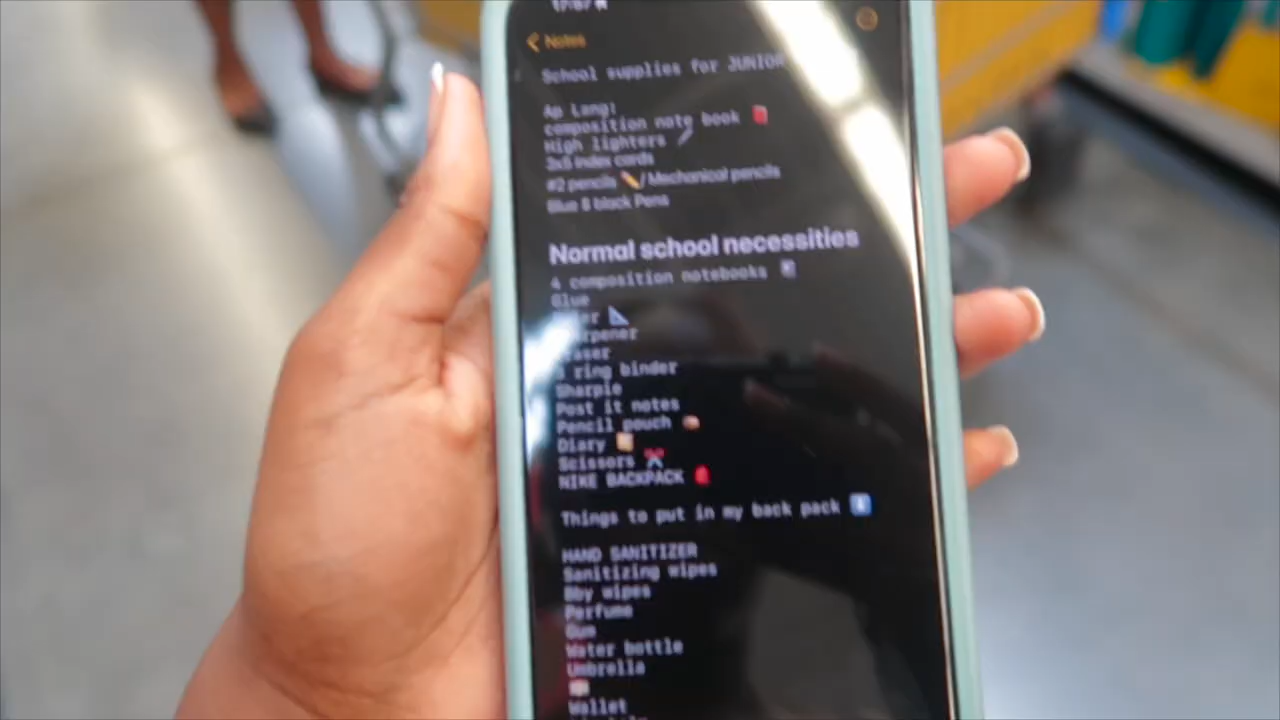 Notes
School supplies for JUNIOR
Ap Lang!
composition note book
High lighters
3x5 index cards
#2 pencils / Mechanical pencils
Blue $ black Pens
Normal school necessities
4 composition notebooks
Glue
ring binder
Sharpie
Post it notes
Pencil pouch
Diary
Scissors
NIKE BACKPACK
Things to put in my back pack
HAND SANITIZER
Sanitizing wipes
Bby wipes
Perfume
Gum
Water bottle
Umbrella
Wallet